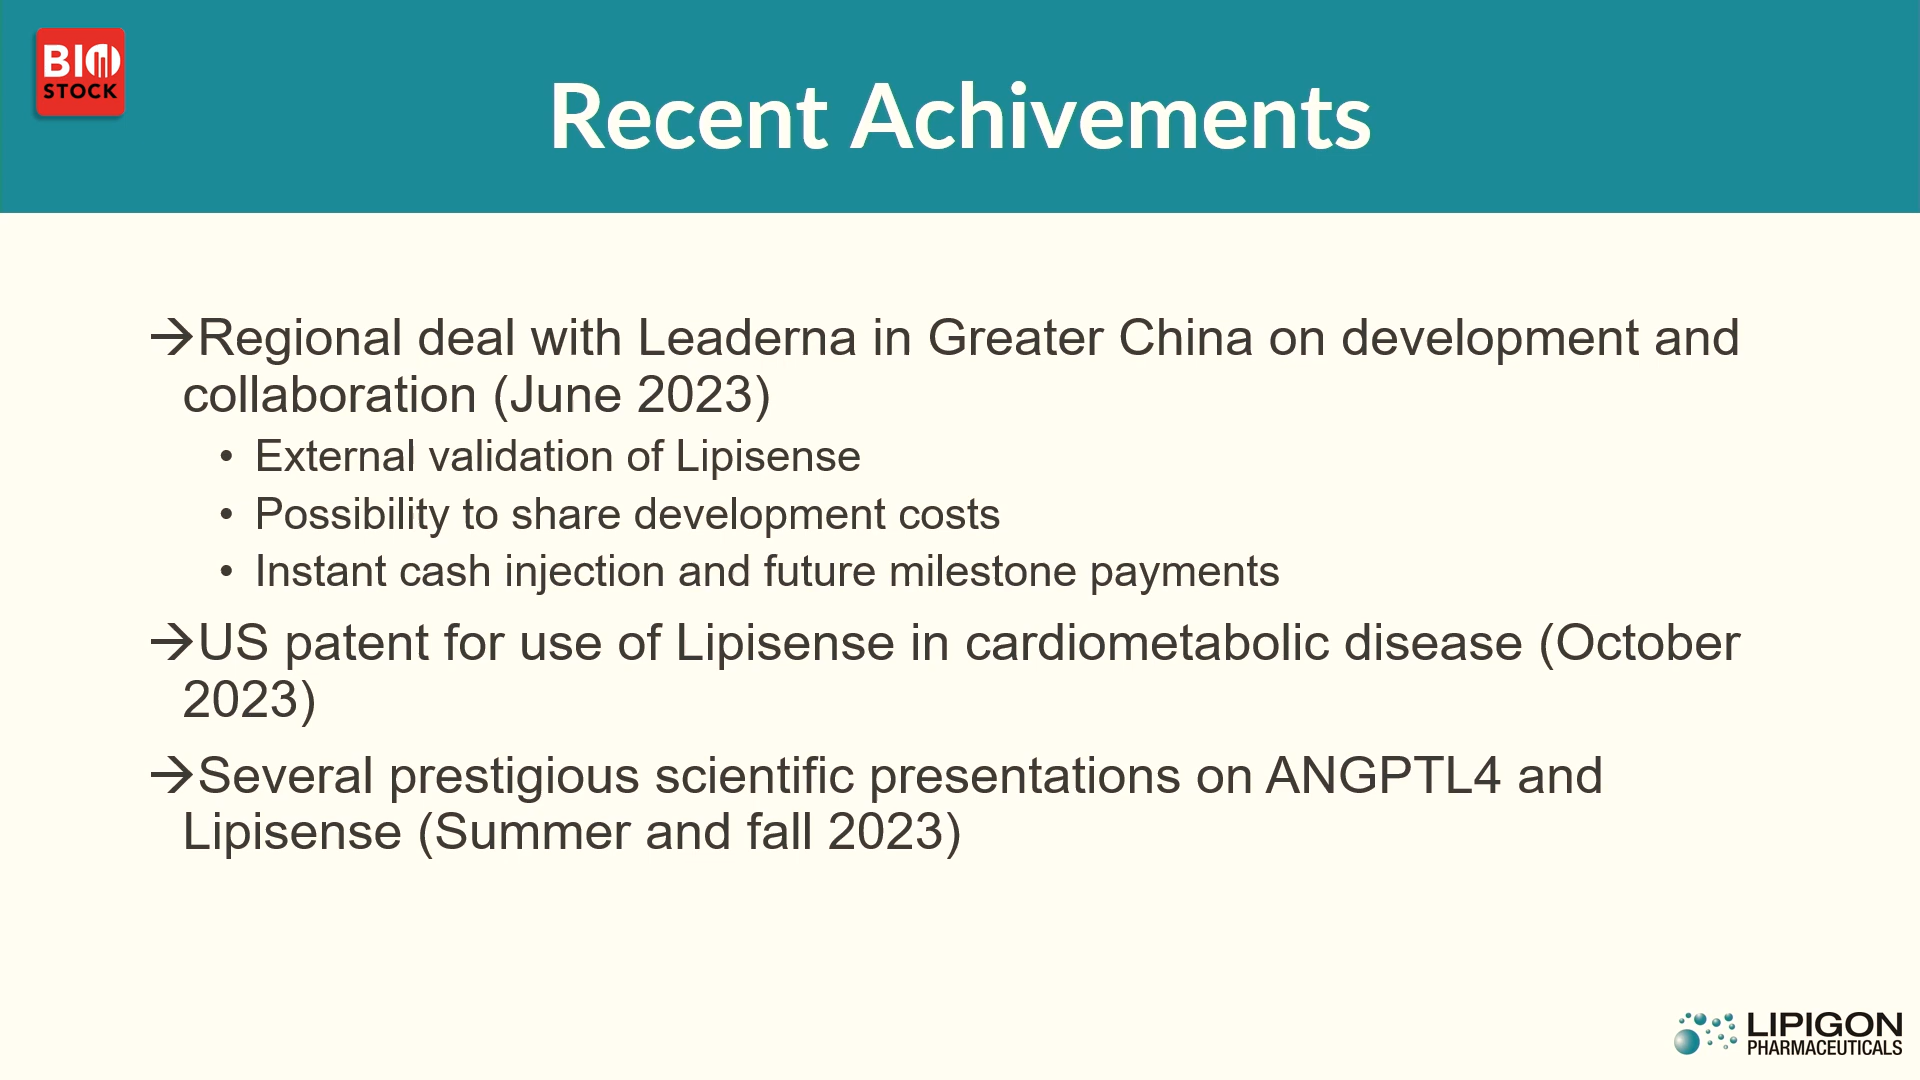 BIO
STOCK
Recent Achivements
→Regional deal with Leaderna in Greater China on development and
collaboration (June 2023)
• External validation of Lipisense
• Possibility to share development costs
• Instant cash injection and future milestone payments
→US patent for use of Lipisense in cardiometabolic disease (October
2023)
→Several prestigious scientific presentations on ANGPTL4 and
Lipisense (Summer and fall 2023)
LIPIGON
PHARMACEUTICALS